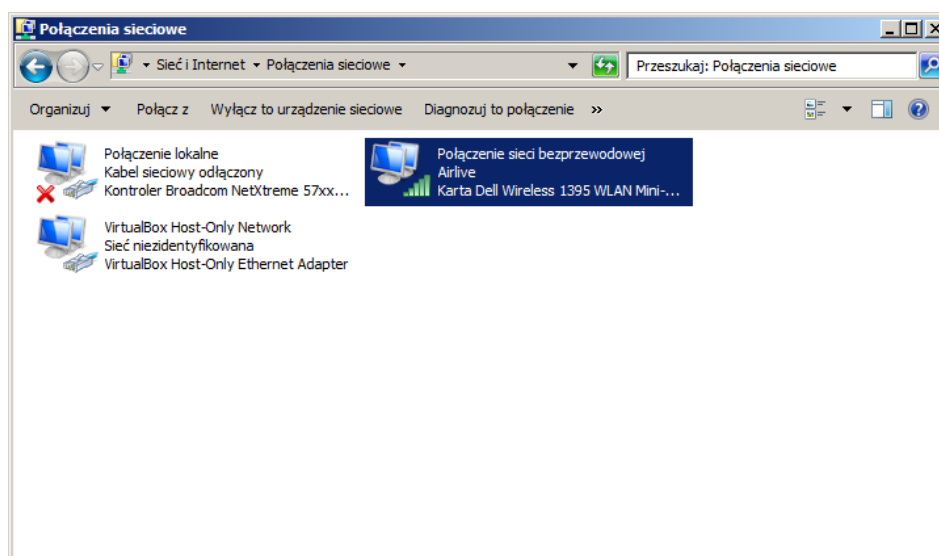 Połączenia sieciowe
Sieć i Internet Połączenia sieciowe
Przeszukaj: Połączenia sieciowe
Organizuj Połącz z Wyłącz to urządzenie sieciowe Diagnozuj to połączenie »
Połączenie lokalne
Kabel sieciowy odłączony
Kontroler Broadcom NetXtreme 57xx...
Połączenie sieci bezprzewodowej
Airlive
Karta Dell Wireless 1395 WLAN Mini-...
VirtualBox Host-Only Network
Sieć niezidentyfikowana
VirtualBox Host-Only Ethernet Adapter